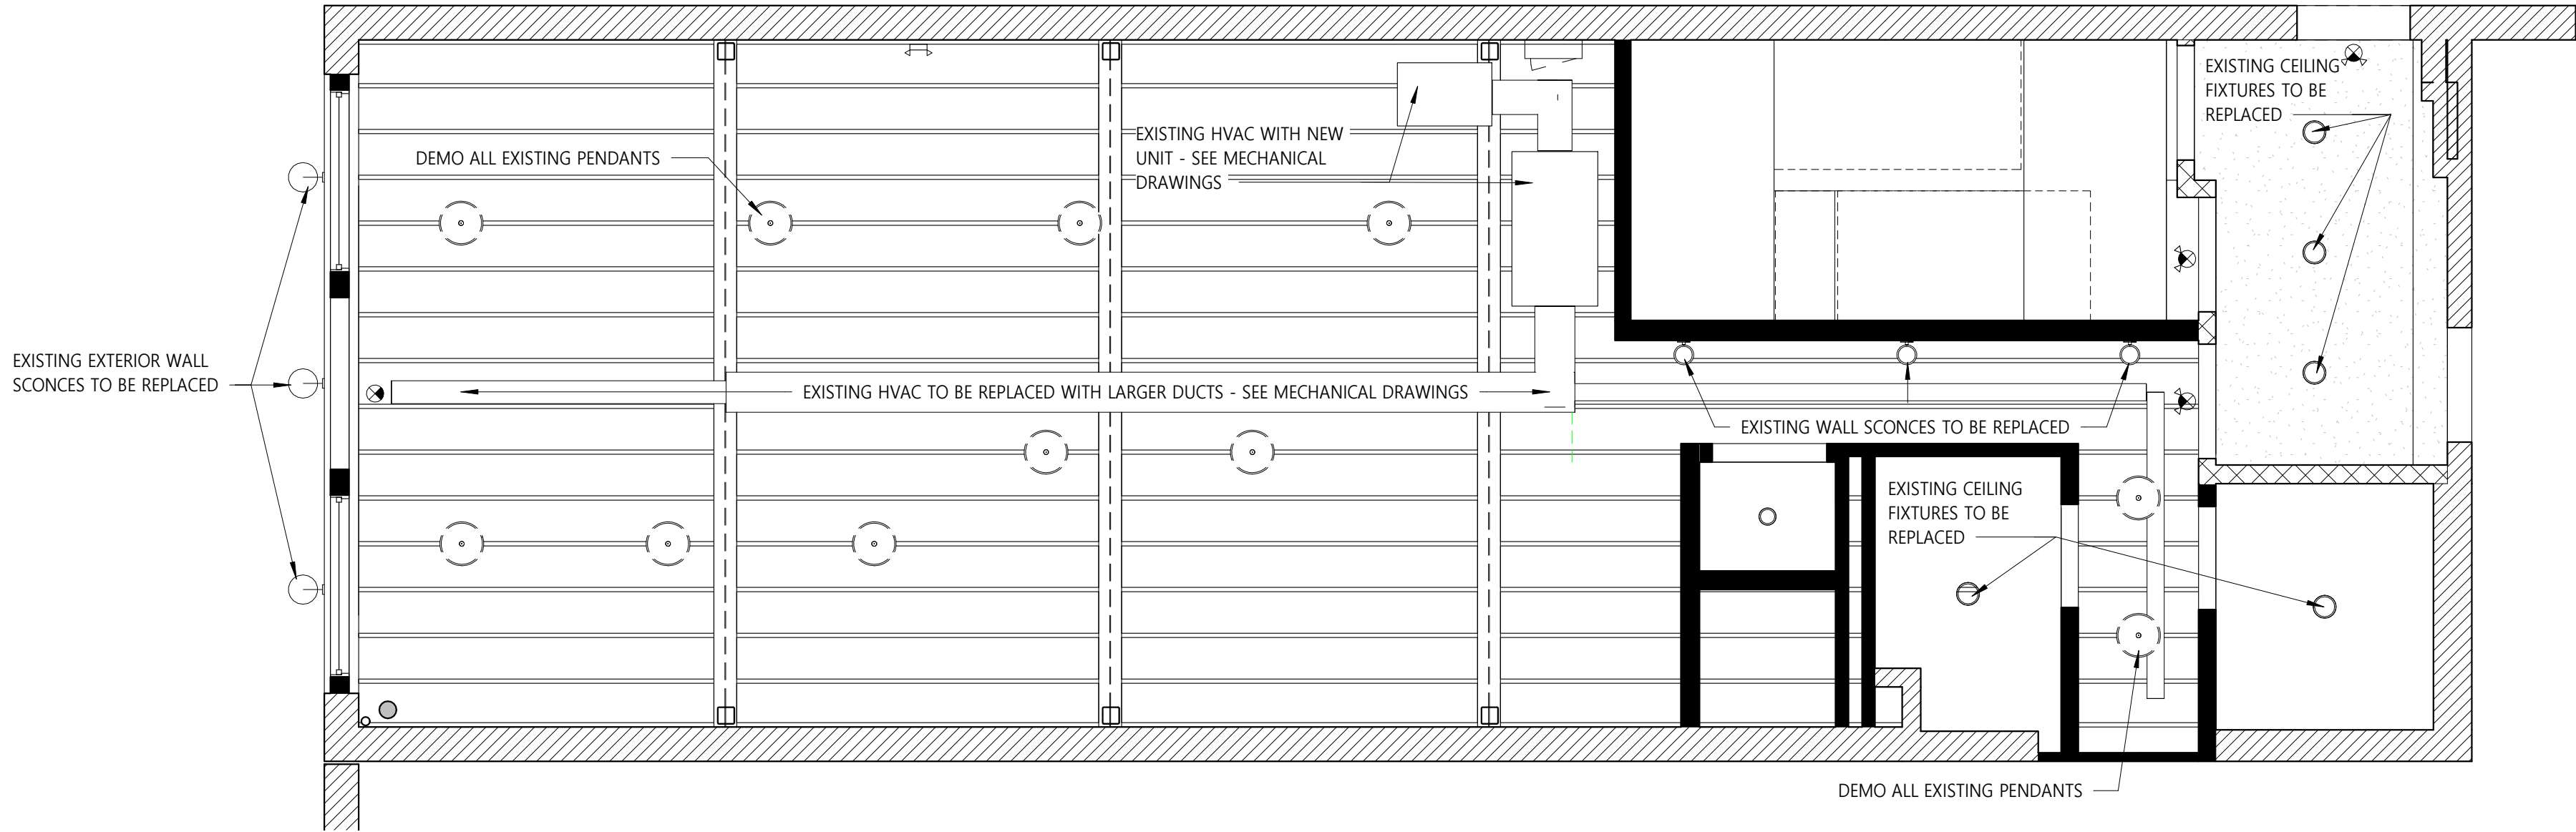 EXISTING CEILING
FIXTURES TO BE
REPLACED
EXISTING HVAC WITH NEW
UNIT - SEE MECHANICAL
DRAWINGS
DEMO ALL EXISTING PENDANTS
EXISTING EXTERIOR WALL
SCONCES TO BE REPLACED
EXISTING HVAC TO BE REPLACED WITH LARGER DUCTS - SEE MECHANICAL DRAWINGS
EXISTING WALL SCONCES TO BE REPLACED
EXISTING CEILING
FIXTURES TO BE
REPLACED
DEMO ALL EXISTING PENDANTS